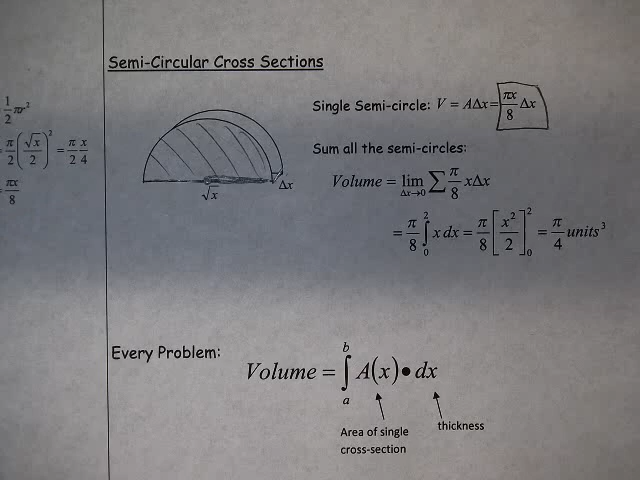 Semi-Circular Cross Sections
1/2 πr²
= π/2 (√x/2)² = π/2 x/4
= πx/8
Single Semi-circle: V = AΔx = πx/8 Δx
Sum all the semi-circles:
Volume = lim Δx→0 ∑ π/8 xΔx
= π/8 ∫₀² x dx = π/8 [x²/2]₀² = π/4 units³
√x
Δx
Every Problem:
Volume = ∫ₐᵇ A(x) • dx
Area of single
cross-section
thickness